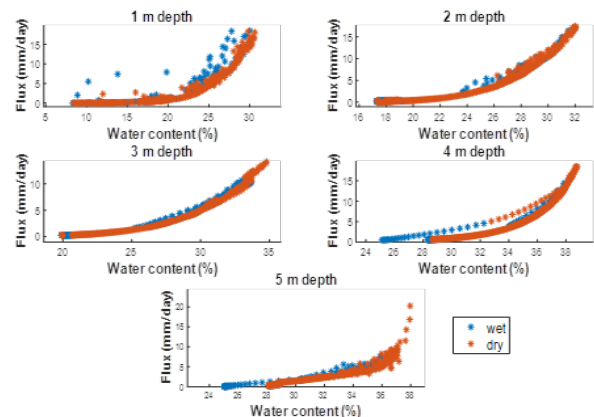 1 m depth
Flux (mm/day)
15
10
5
0
5 10 15 20 25 30
Water content (%)
2 m depth
Flux (mm/day)
15
10
5
0
16 18 20 22 24 26 28 30 32
Water content (%)
3 m depth
Flux (mm/day)
10
5
0
20 25 30 35
Water content (%)
4 m depth
Flux (mm/day)
15
10
5
0
24 26 28 30 32 34 36 38
Water content (%)
5 m depth
Flux (mm/day)
20
15
10
5
0
24 26 28 30 32 34 36 38
Water content (%)
wet
dry